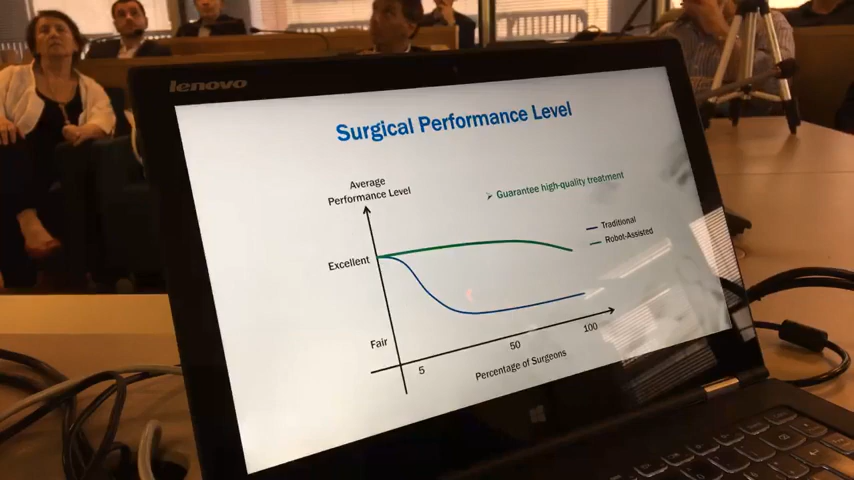 lenovo
Surgical Performance Level
Average
Performance Level
➢ Guarantee high-quality treatment
Traditional
Robot-Assisted
Excellent
Fair
5
50
100
Percentage of Surgeons